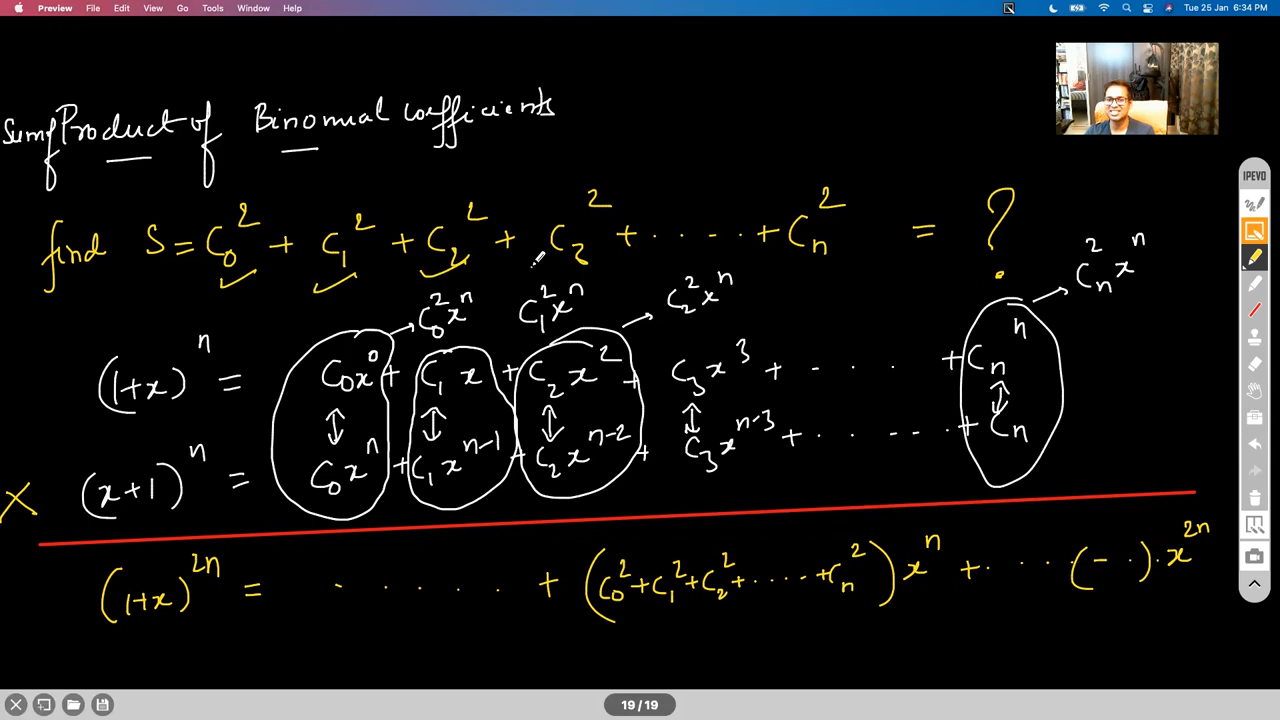 Preview File Edit View Go Tools Window Help Tue 25 Jan 6:34 PM
Sum of Product of Binomial Coefficients
find S = C₀² + C₁² + C₂² + C₃² + ..... + Cₙ² = ?
C₀²xⁿ C₁²xⁿ C₂²xⁿ Cₙ²xⁿ
(1+x)ⁿ = C₀x⁰ + C₁x + C₂x² + C₃x³ + .... + Cₙⁿ
(x+1)ⁿ = C₀xⁿ + C₁xⁿ⁻¹ + C₂xⁿ⁻² + C₃xⁿ⁻³ + ..... + Cₙ
X
(1+x)²ⁿ = ..... + (C₀² + C₁² + C₂² + ..... + Cₙ²) xⁿ + .... (- ..) . x²ⁿ
IPEVO
19 / 19